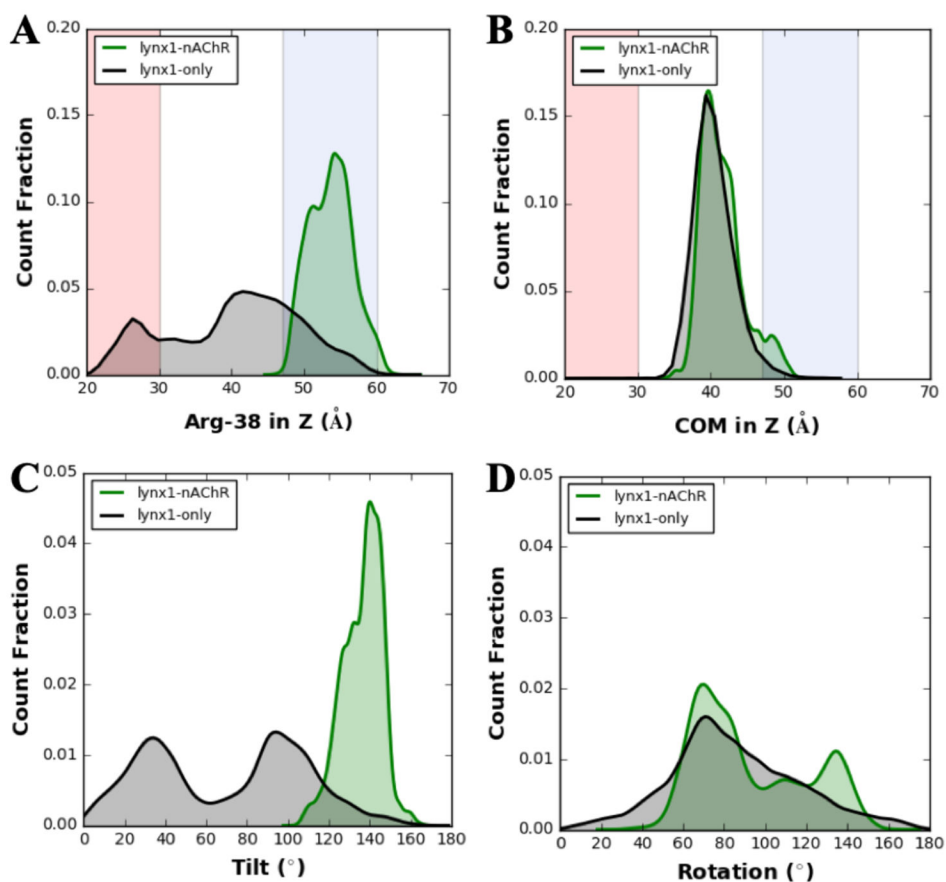 A
0.20
0.15
0.10
0.05
0.00
Count Fraction
lynx1-nAChR
lynx1-only
20 30 40 50 60 70
Arg-38 in Z (Å)
B
0.20
0.15
0.10
0.05
0.00
Count Fraction
lynx1-nAChR
lynx1-only
20 30 40 50 60 70
COM in Z (Å)
C
0.05
0.04
0.03
0.02
0.01
0.00
Count Fraction
lynx1-nAChR
lynx1-only
0 20 40 60 80 100 120 140 160 180
Tilt (°)
D
0.05
0.04
0.03
0.02
0.01
0.00
Count Fraction
lynx1-nAChR
lynx1-only
0 20 40 60 80 100 120 140 160 180
Rotation (°)